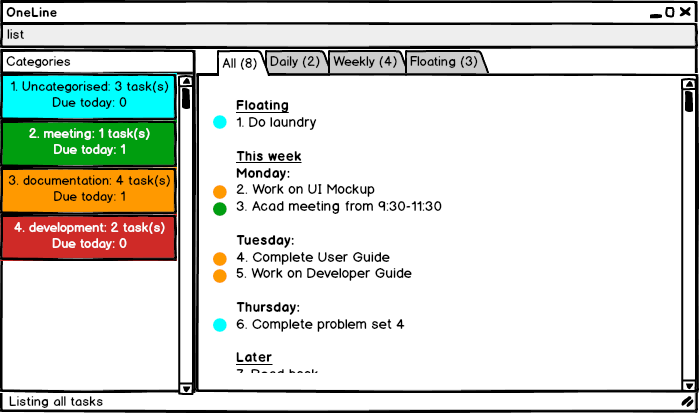 OneLine
list
Categories
1. Uncategorised: 3 task(s)
Due today: 0
2. meeting: 1 task(s)
Due today: 1
3. documentation: 4 task(s)
Due today: 1
4. development: 2 task(s)
Due today: 0
All (8) Daily (2) Weekly (4) Floating (3)
Floating
1. Do laundry
This week
Monday:
2. Work on UI Mockup
3. Acad meeting from 9:30-11:30
Tuesday:
4. Complete User Guide
5. Work on Developer Guide
Thursday:
6. Complete problem set 4
Later
Listing all tasks